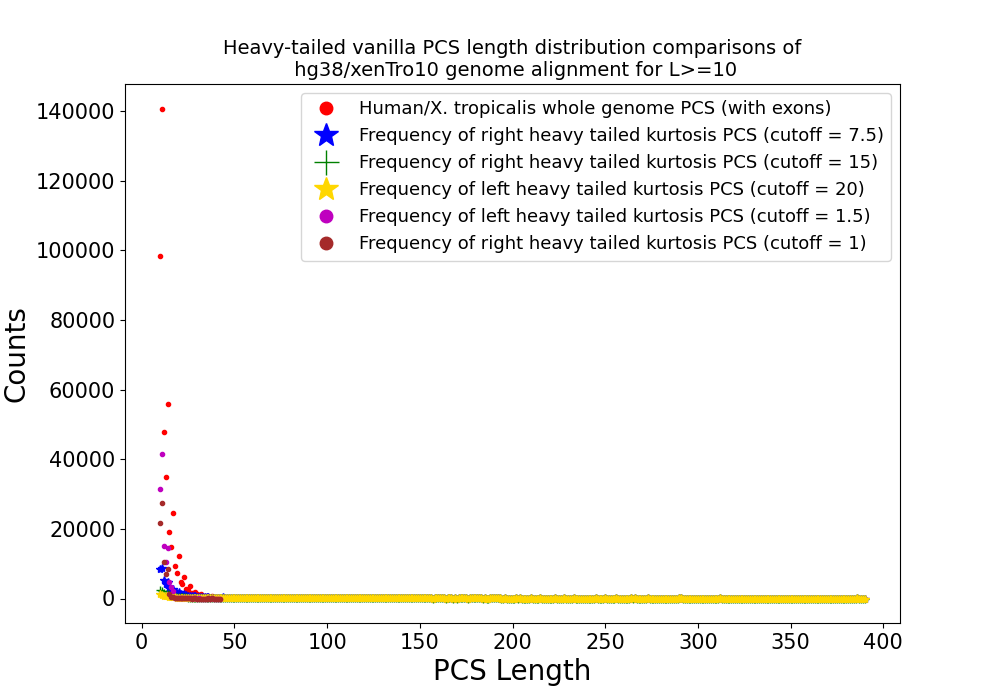 Heavy-tailed vanilla PCS length distribution comparisons of
hg38/xenTro10 genome alignment for L>=10
Human/X. tropicalis whole genome PCS (with exons)
Frequency of right heavy tailed kurtosis PCS (cutoff = 7.5)
Frequency of right heavy tailed kurtosis PCS (cutoff = 15)
Frequency of left heavy tailed kurtosis PCS (cutoff = 20)
Frequency of left heavy tailed kurtosis PCS (cutoff = 1.5)
Frequency of right heavy tailed kurtosis PCS (cutoff = 1)
Counts
140000
120000
100000
80000
60000
40000
20000
0
0 50 100 150 200 250 300 350 400
PCS Length